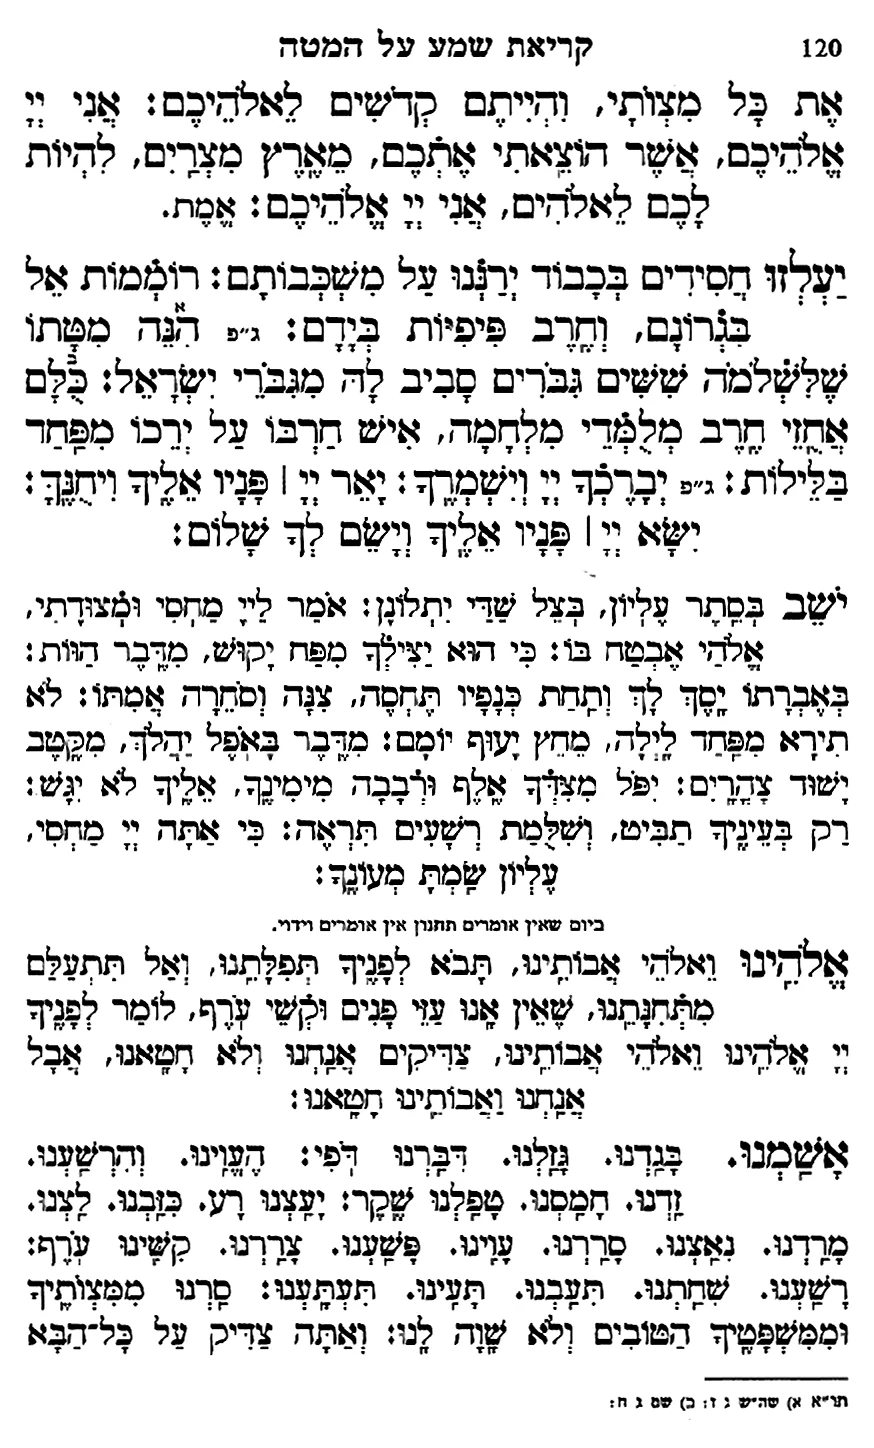 120 קריאת שמע על המטה
אֶת כָּל מִצְוֹתָי, וִהְיִיתֶם קְדֹשִׁים לֵאלֹהֵיכֶם: אֲנִי יְיָ
אֱלֹהֵיכֶם, אֲשֶׁר הוֹצֵאתִי אֶתְכֶם, מֵאֶרֶץ מִצְרַיִם, לִהְיוֹת
לָכֶם לֵאלֹהִים, אֲנִי יְיָ אֱלֹהֵיכֶם: אֱמֶת.
יַעְלְזוּ חֲסִידִים בְּכָבוֹד יְרַנְּנוּ עַל מִשְׁכְּבוֹתָם: רוֹמְמוֹת אֵל
בִּגְרוֹנָם, וְחֶרֶב פִּיפִיּוֹת בְּיָדָם: ג״פ הִנֵּה א מִטָּתוֹ
שֶׁלִּשְׁלֹמֹה שִׁשִּׁים גִּבֹּרִים סָבִיב לָהּ מִגִּבֹּרֵי יִשְׂרָאֵל: כֻּלָּם ב
אֲחֻזֵי חֶרֶב מְלֻמְּדֵי מִלְחָמָה, אִישׁ חַרְבּוֹ עַל יְרֵכוֹ מִפַּחַד
בַּלֵּילוֹת: ג״פ יְבָרֶכְךָ יְיָ וְיִשְׁמְרֶךָ: יָאֵר יְיָ | פָּנָיו אֵלֶיךָ וִיחֻנֶּךָּ:
יִשָּׂא יְיָ | פָּנָיו אֵלֶיךָ וְיָשֵׂם לְךָ שָׁלוֹם:
יֹשֵׁב בְּסֵתֶר עֶלְיוֹן, בְּצֵל שַׁדַּי יִתְלוֹנָן: אֹמַר לַיְיָ מַחְסִי וּמְצוּדָתִי,
אֱלֹהַי אֶבְטַח בּוֹ: כִּי הוּא יַצִּילְךָ מִפַּח יָקוּשׁ, מִדֶּבֶר הַוּוֹת:
בְּאֶבְרָתוֹ יָסֶךְ לָךְ וְתַחַת כְּנָפָיו תֶּחְסֶה, צִנָּה וְסֹחֵרָה אֲמִתּוֹ: לֹא
תִירָא מִפַּחַד לָיְלָה, מֵחֵץ יָעוּף יוֹמָם: מִדֶּבֶר בָּאֹפֶל יַהֲלֹךְ, מִקֶּטֶב
יָשׁוּד צָהֳרָיִם: יִפֹּל מִצִּדְּךָ אֶלֶף וּרְבָבָה מִימִינֶךָ, אֵלֶיךָ לֹא יִגָּשׁ:
רַק בְּעֵינֶיךָ תַבִּיט, וְשִׁלֻּמַת רְשָׁעִים תִּרְאֶה: כִּי אַתָּה יְיָ מַחְסִי,
עֶלְיוֹן שַׂמְתָּ מְעוֹנֶךָ:
ביום שאין אומרים תחנון אין אומרים וידוי.
אֱלֹהֵינוּ וֵאלֹהֵי אֲבוֹתֵינוּ, תָּבֹא לְפָנֶיךָ תְּפִלָּתֵנוּ, וְאַל תִּתְעַלַּם
מִתְּחִנָּתֵנוּ, שֶׁאֵין אָנוּ עַזֵּי פָנִים וּקְשֵׁי עֹרֶף, לוֹמַר לְפָנֶיךָ
יְיָ אֱלֹהֵינוּ וֵאלֹהֵי אֲבוֹתֵינוּ, צַדִּיקִים אֲנַחְנוּ וְלֹא חָטָאנוּ, אֲבָל
אֲנַחְנוּ וַאֲבוֹתֵינוּ חָטָאנוּ:
אָשַׁמְנוּ. בָּגַדְנוּ. גָּזַלְנוּ. דִּבַּרְנוּ דֹּפִי: הֶעֱוִינוּ. וְהִרְשַׁעְנוּ.
זַדְנוּ. חָמַסְנוּ. טָפַלְנוּ שֶׁקֶר: יָעַצְנוּ רָע. כִּזַּבְנוּ. לַצְנוּ.
מָרַדְנוּ. נִאַצְנוּ. סָרַרְנוּ. עָוִינוּ. פָּשַׁעְנוּ. צָרַרְנוּ. קִשִּׁינוּ עֹרֶף:
רָשַׁעְנוּ. שִׁחַתְנוּ. תִּעַבְנוּ. תָּעִינוּ. תִּעְתָּעְנוּ: סַרְנוּ מִמִּצְוֹתֶיךָ
וּמִמִּשְׁפָּטֶיךָ הַטּוֹבִים וְלֹא שָׁוָה לָנוּ: וְאַתָּה צַדִּיק עַל כָּל־הַבָּא
תו״א א) שה״ש ג ז: ב) שם ג ח: